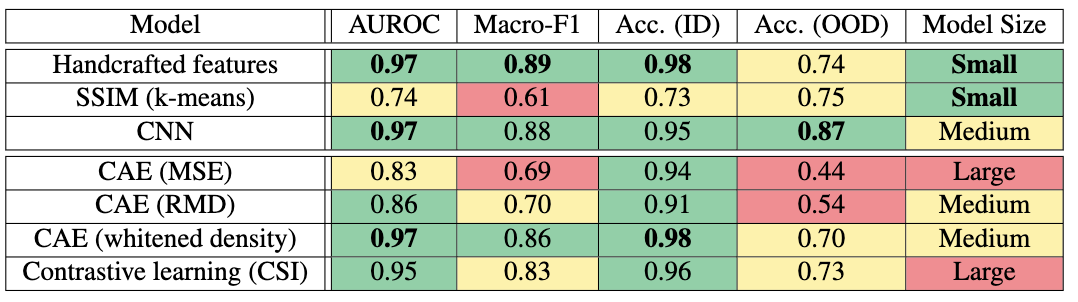 Model AUROC Macro-F1 Acc. (ID) Acc. (OOD) Model Size
Handcrafted features 0.97 0.89 0.98 0.74 Small
SSIM (k-means) 0.74 0.61 0.73 0.75 Small
CNN 0.97 0.88 0.95 0.87 Medium
CAE (MSE) 0.83 0.69 0.94 0.44 Large
CAE (RMD) 0.86 0.70 0.91 0.54 Medium
CAE (whitened density) 0.97 0.86 0.98 0.70 Medium
Contrastive learning (CSI) 0.95 0.83 0.96 0.73 Large